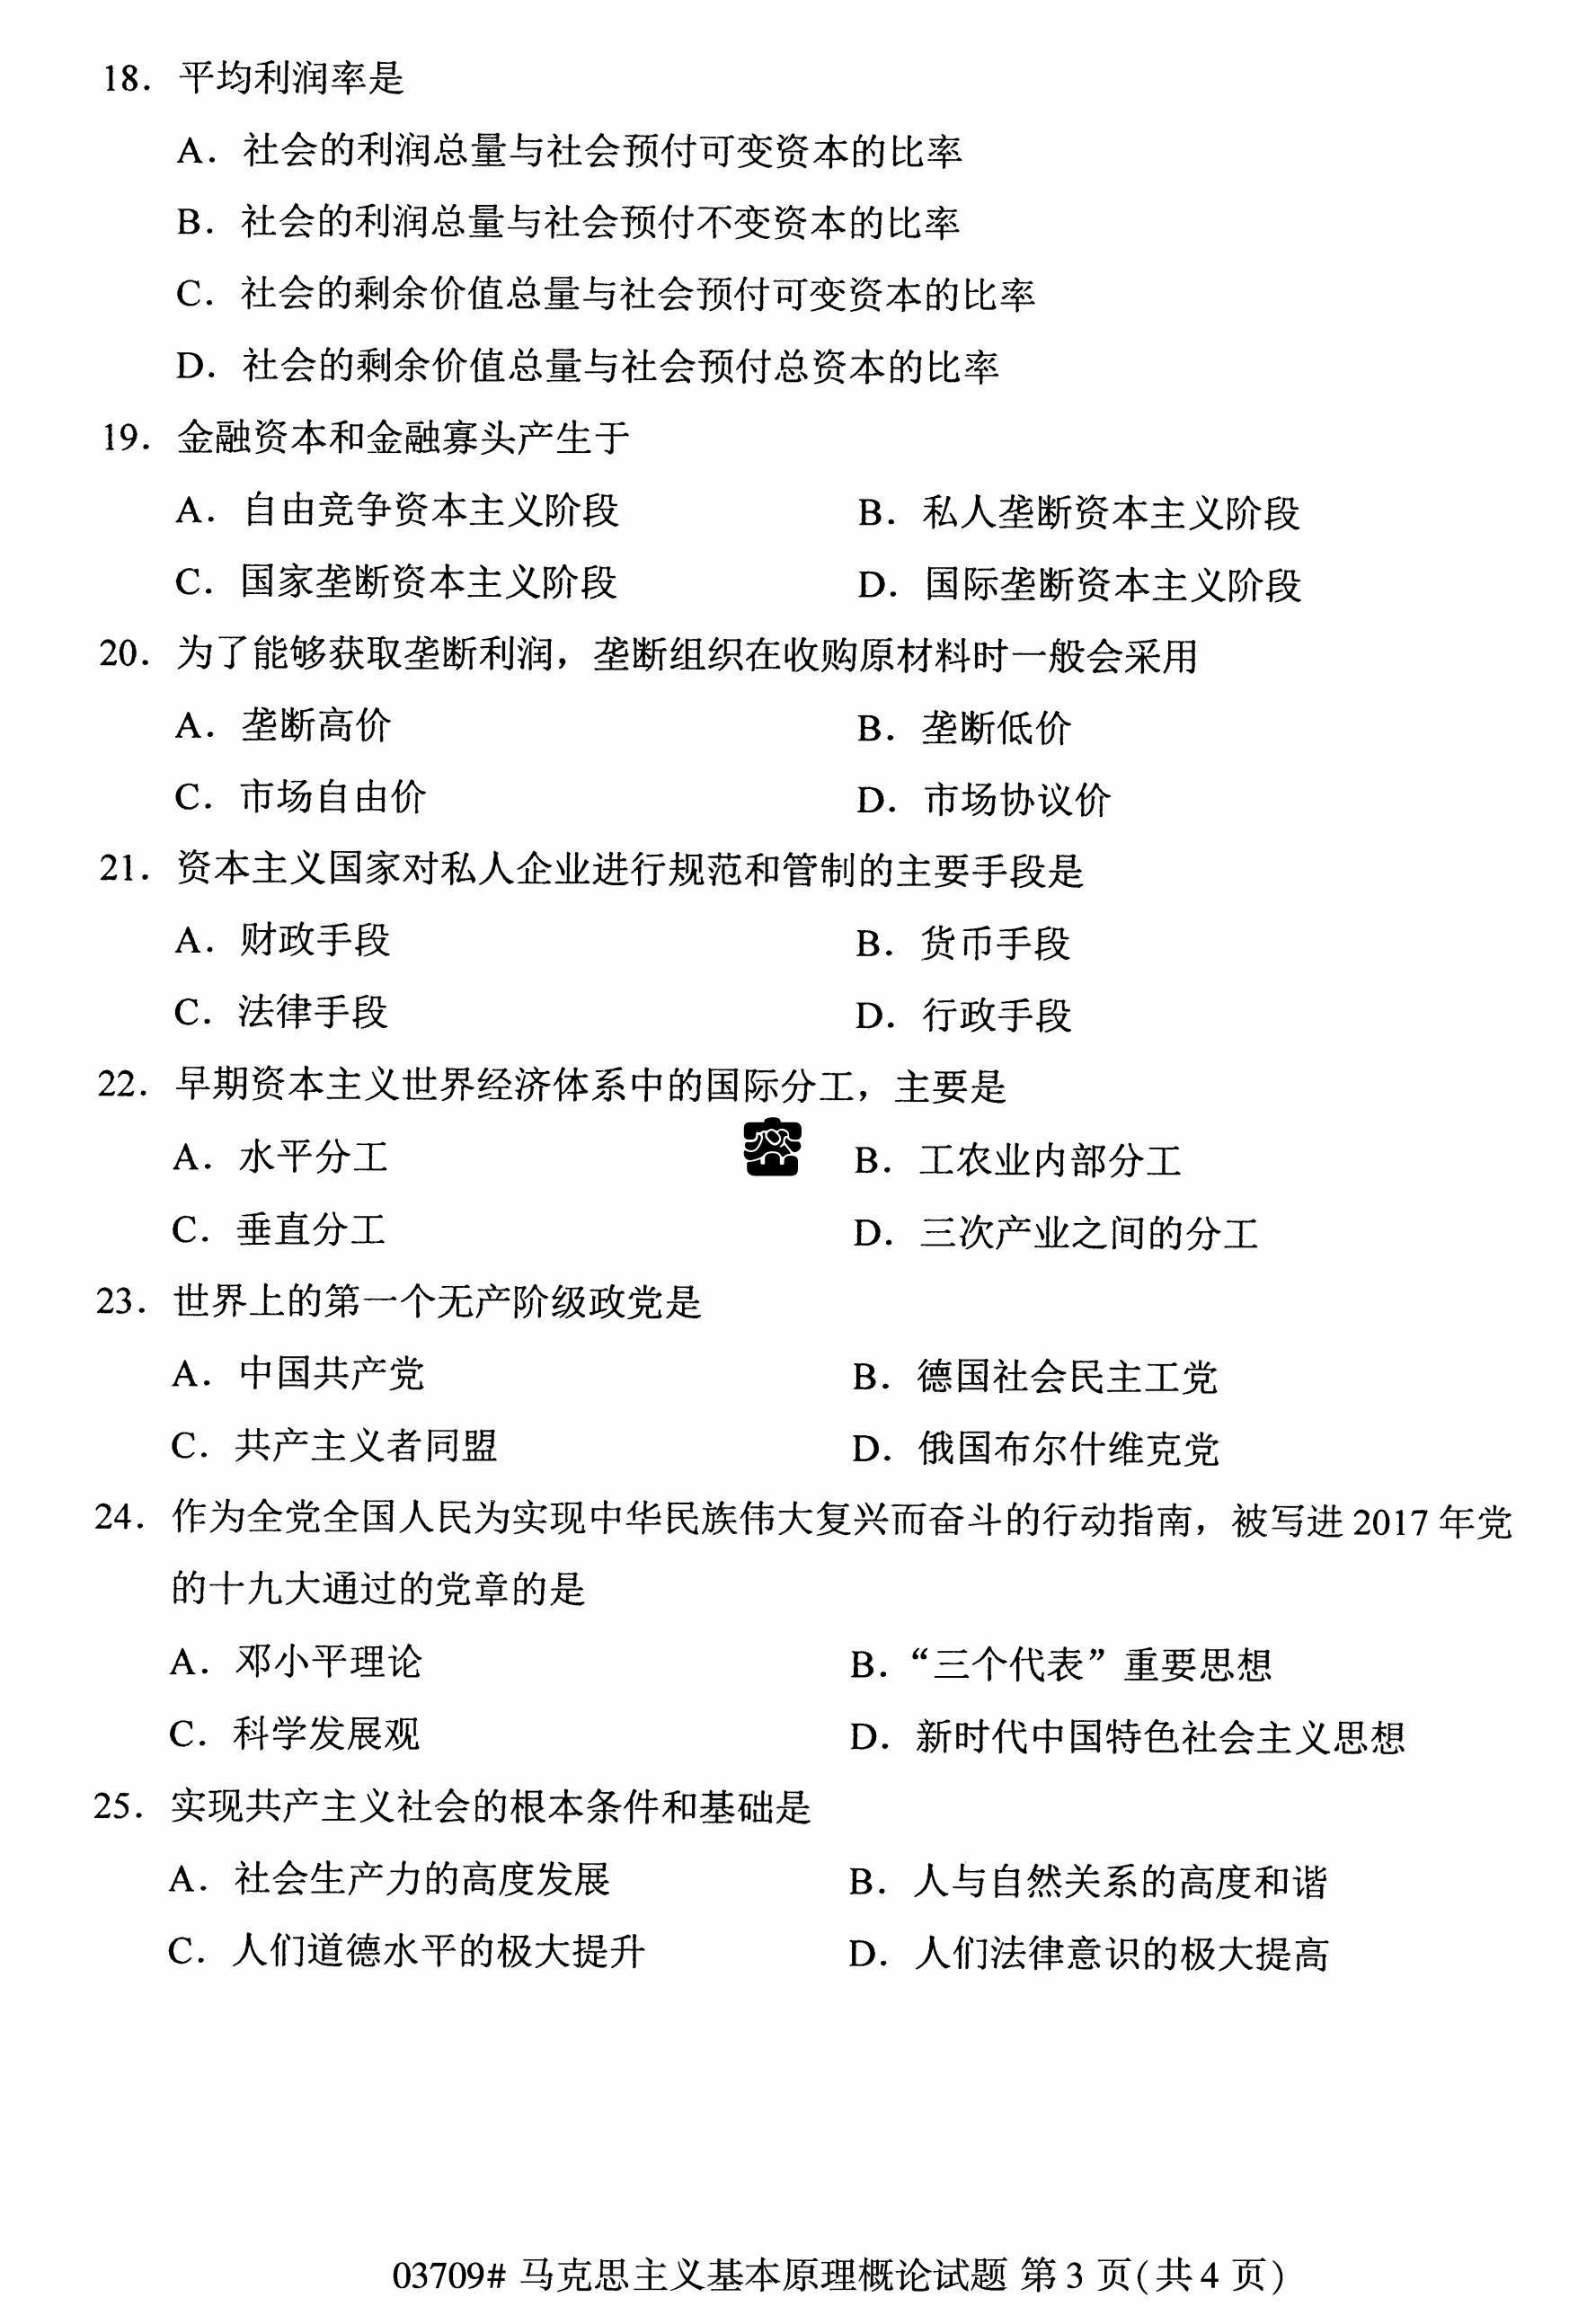 18. 平均利润率是
A. 社会的利润总量与社会预付可变资本的比率
B. 社会的利润总量与社会预付不变资本的比率
C. 社会的剩余价值总量与社会预付可变资本的比率
D. 社会的剩余价值总量与社会预付总资本的比率
19. 金融资本和金融寡头产生于
A. 自由竞争资本主义阶段 B. 私人垄断资本主义阶段
C. 国家垄断资本主义阶段 D. 国际垄断资本主义阶段
20. 为了能够获取垄断利润，垄断组织在收购原材料时一般会采用
A. 垄断高价 B. 垄断低价
C. 市场自由价 D. 市场协议价
21. 资本主义国家对私人企业进行规范和管制的主要手段是
A. 财政手段 B. 货币手段
C. 法律手段 D. 行政手段
22. 早期资本主义世界经济体系中的国际分工，主要是
A. 水平分工 B. 工农业内部分工
C. 垂直分工 D. 三次产业之间的分工
23. 世界上的第一个无产阶级政党是
A. 中国共产党 B. 德国社会民主工党
C. 共产主义者同盟 D. 俄国布尔什维克党
24. 作为全党全国人民为实现中华民族伟大复兴而奋斗的行动指南，被写进 2017 年党
的十九大通过的党章的是
A. 邓小平理论 B. “三个代表”重要思想
C. 科学发展观 D. 新时代中国特色社会主义思想
25. 实现共产主义社会的根本条件和基础是
A. 社会生产力的高度发展 B. 人与自然关系的高度和谐
C. 人们道德水平的极大提升 D. 人们法律意识的极大提高
03709# 马克思主义基本原理概论试题 第 3 页(共 4 页)